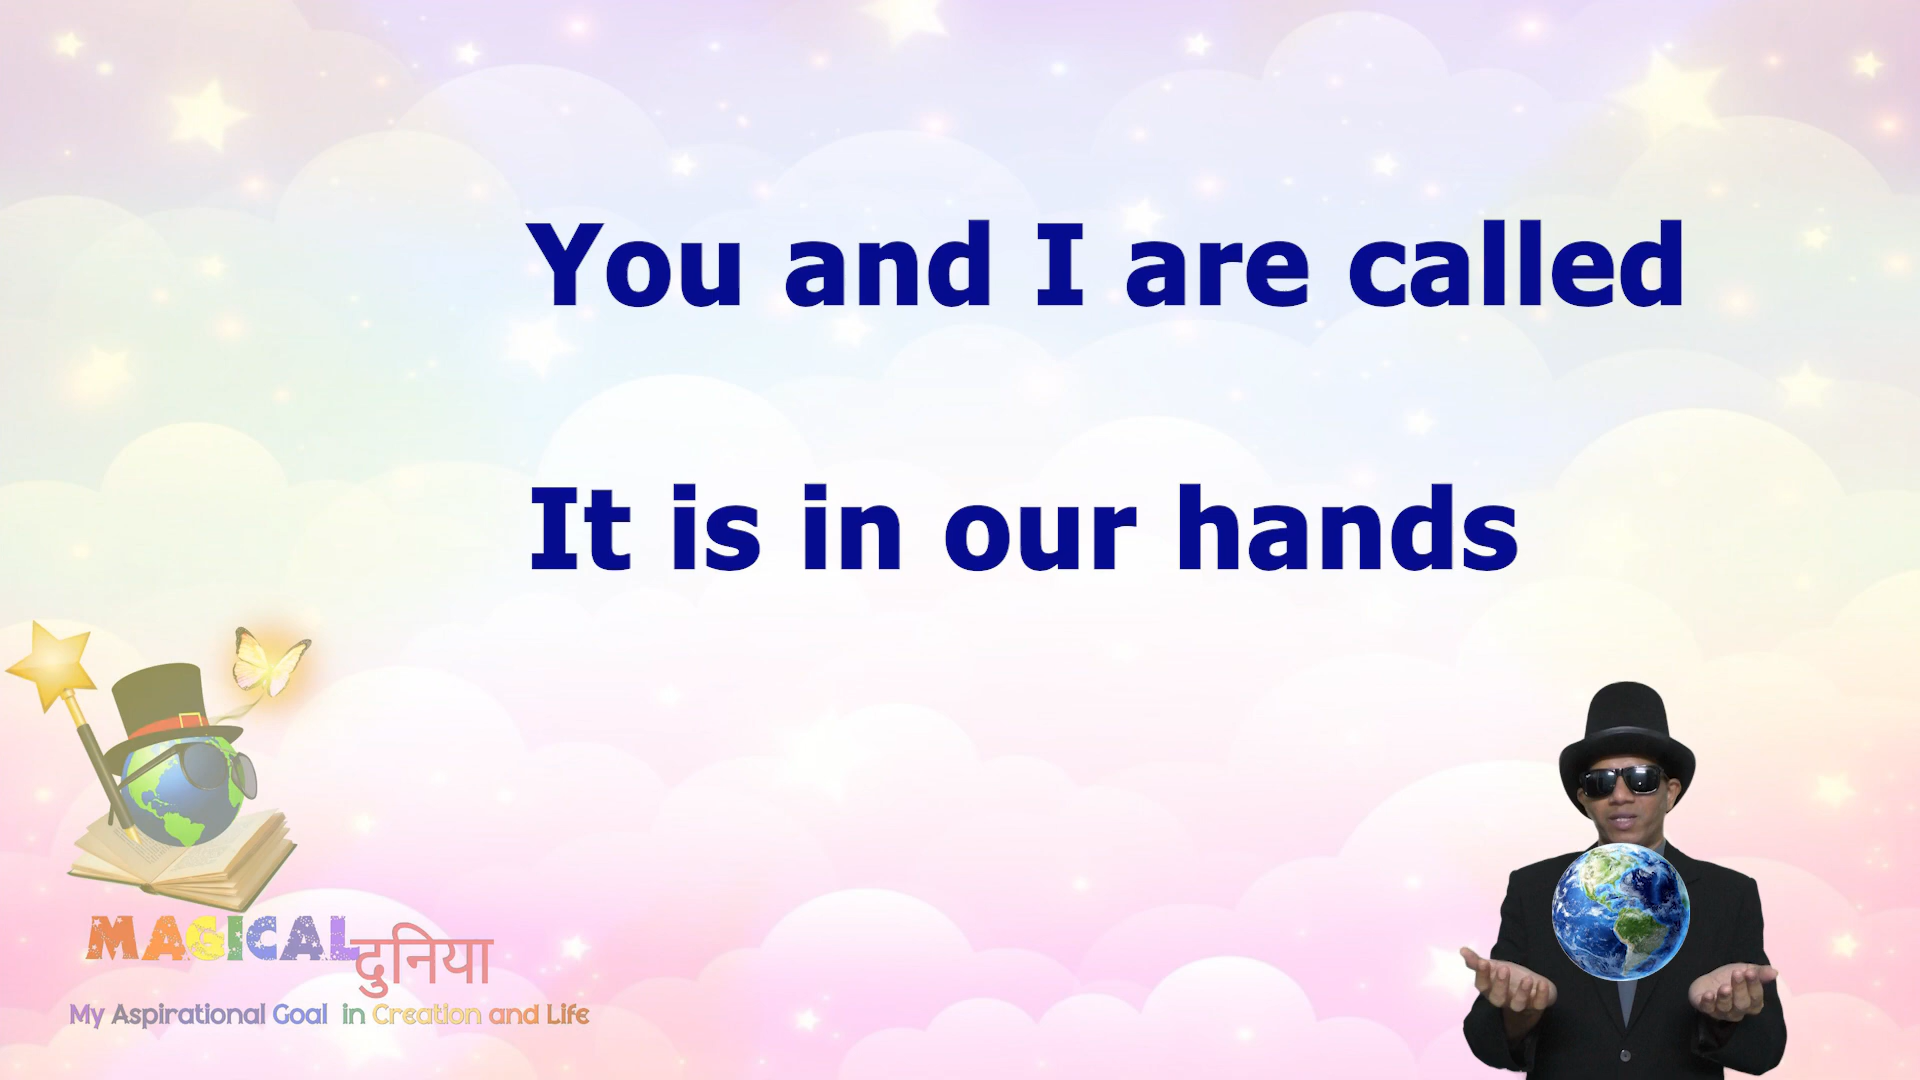 You and I are called
It is in our hands
MAGICAL दुनिया
My Aspirational Goal in Creation and Life